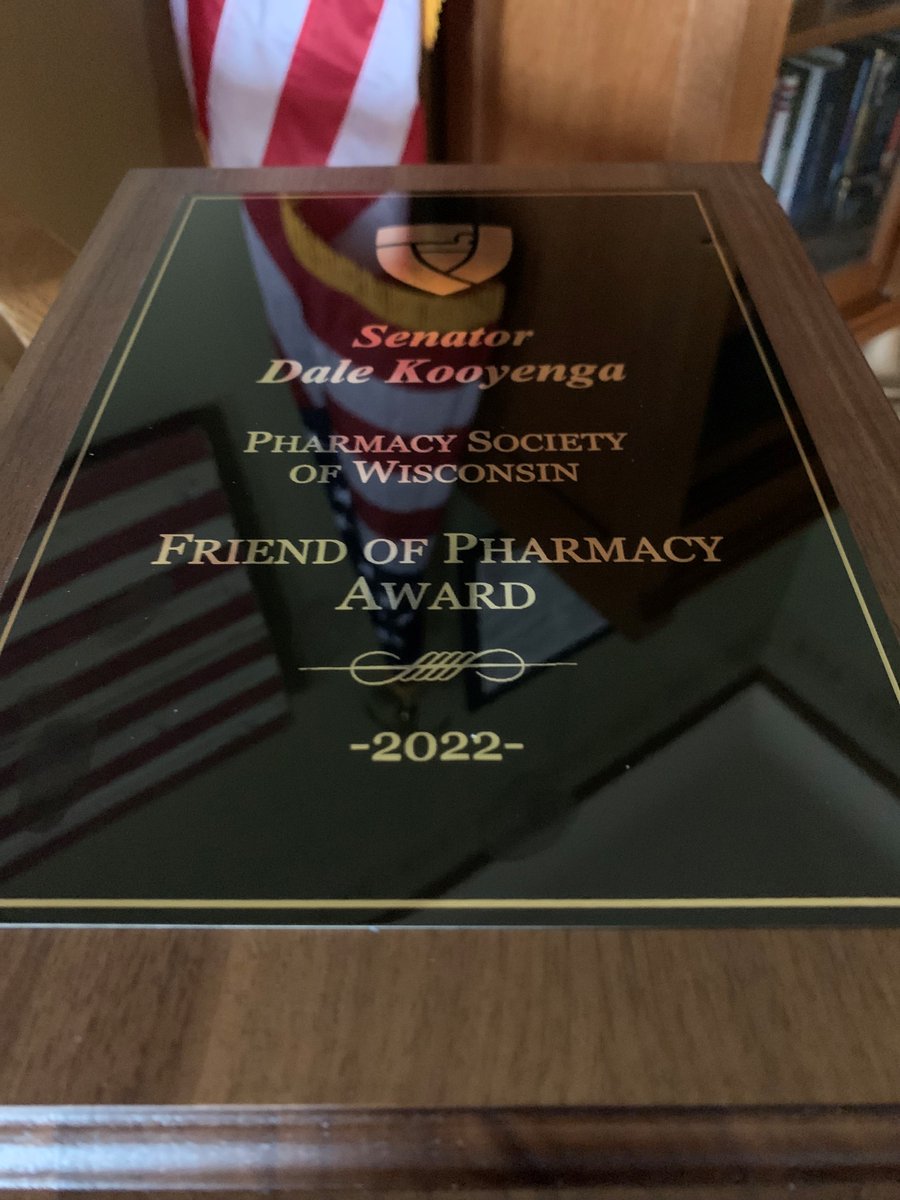 Senator
Dale Kooyenga
PHARMACY SOCIETY
OF WISCONSIN
FRIEND OF PHARMACY
AWARD
-2022-